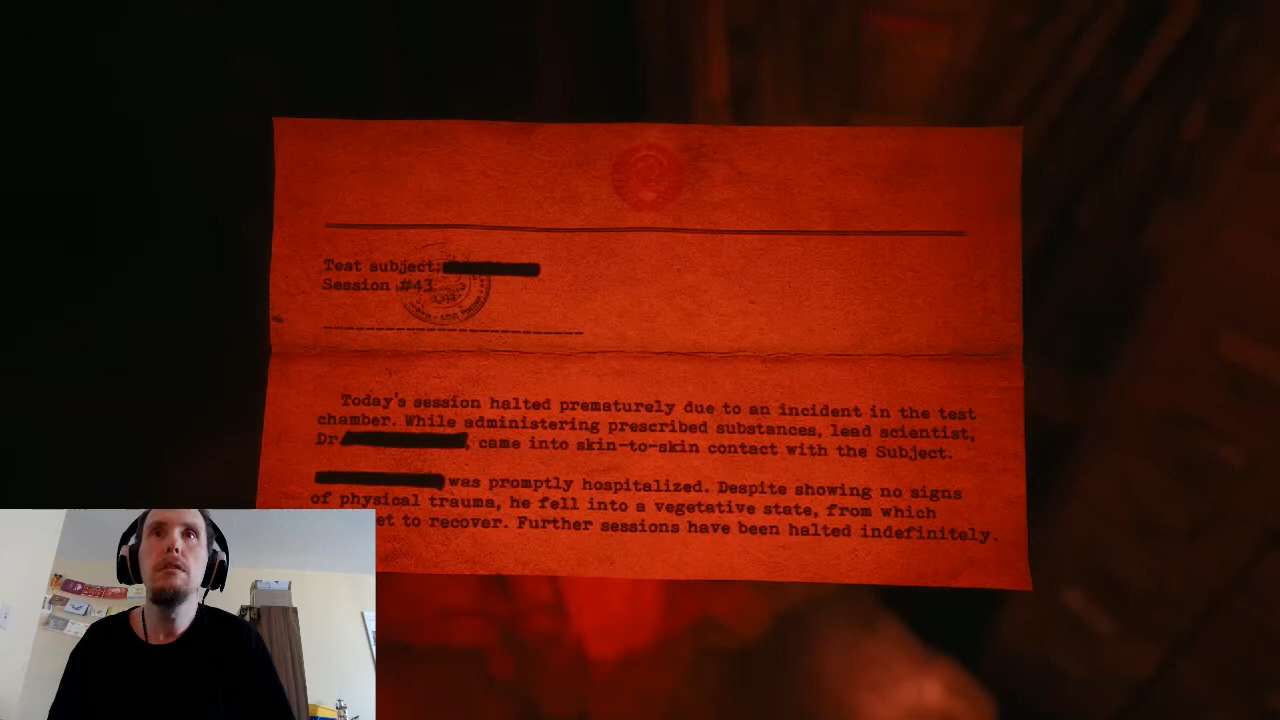 Test subject:
Session #43
Today's session halted prematurely due to an incident in the test
chamber. While administering prescribed substances, lead scientist,
Dr , came into skin-to-skin contact with the Subject.
was promptly hospitalized. Despite showing no signs
of physical trauma, he fell into a vegetative state, from which
to recover. Further sessions have been halted indefinitely.